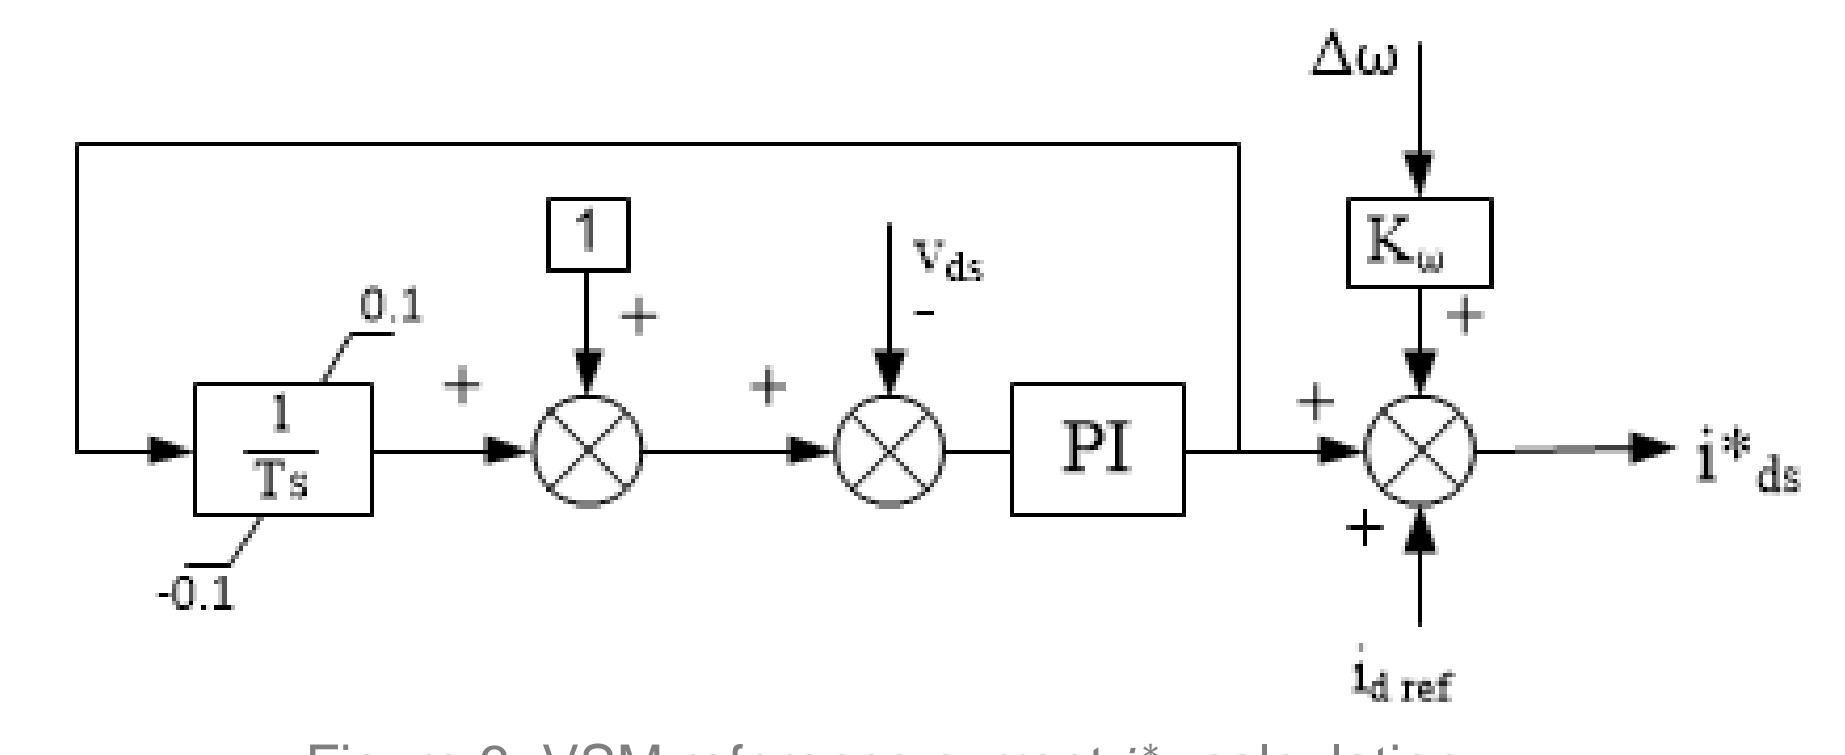 Δω
1
v_ds
K_ω
-
+
+
0.1
+
+
+
1
Ts
PI
i*_ds
+
-0.1
i_d ref